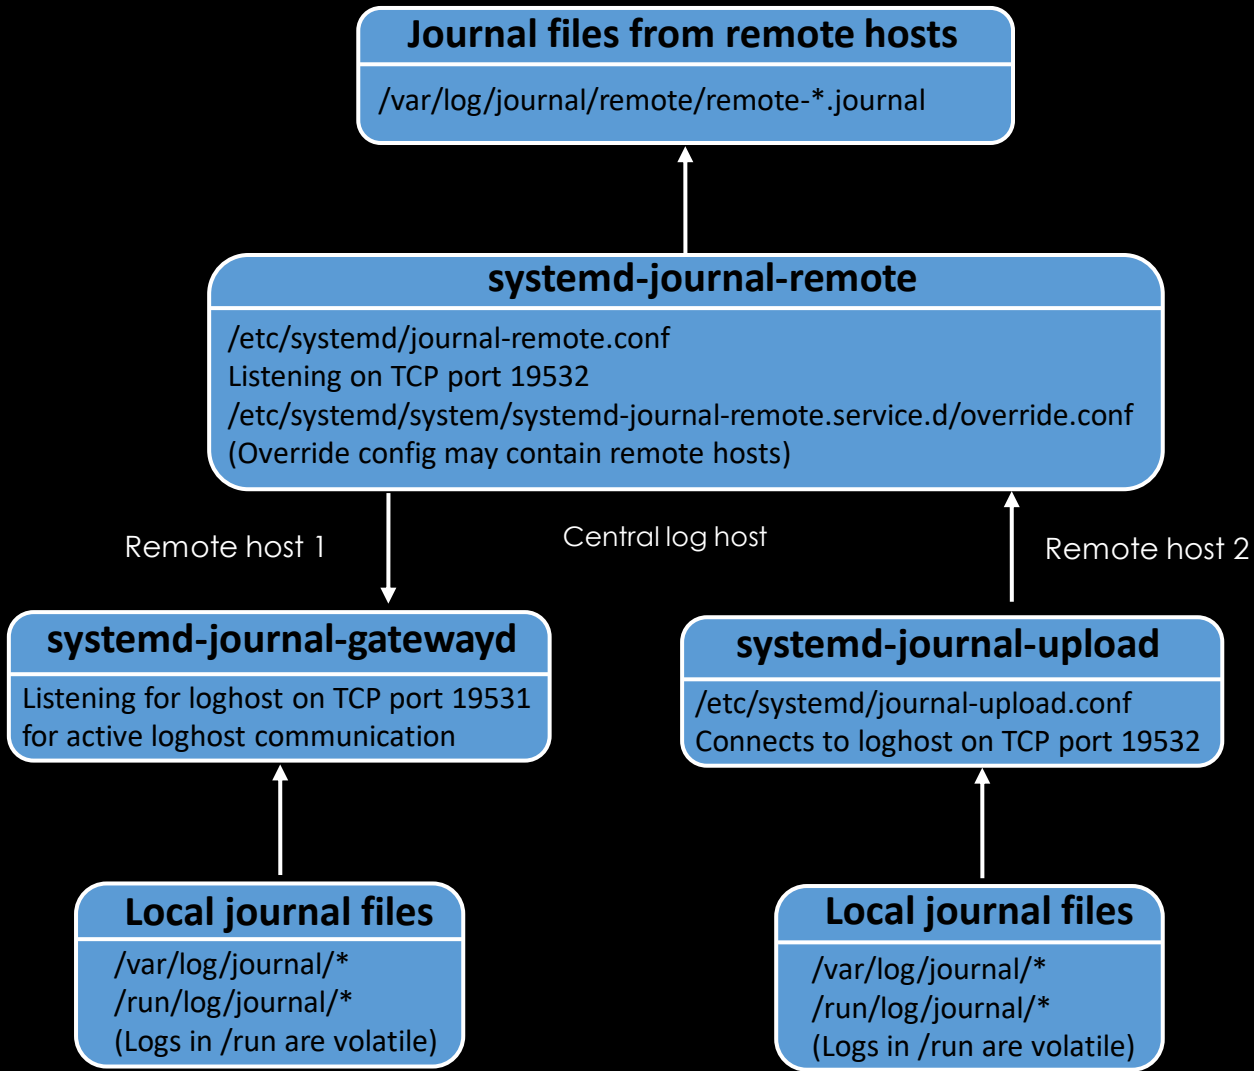 Journal files from remote hosts
/var/log/journal/remote/remote-*.journal
systemd-journal-remote
/etc/systemd/journal-remote.conf
Listening on TCP port 19532
/etc/systemd/system/systemd-journal-remote.service.d/override.conf
(Override config may contain remote hosts)
Remote host 1
Central log host
Remote host 2
systemd-journal-gatewayd
Listening for loghost on TCP port 19531
for active loghost communication
systemd-journal-upload
/etc/systemd/journal-upload.conf
Connects to loghost on TCP port 19532
Local journal files
/var/log/journal/*
/run/log/journal/*
(Logs in /run are volatile)
Local journal files
/var/log/journal/*
/run/log/journal/*
(Logs in /run are volatile)